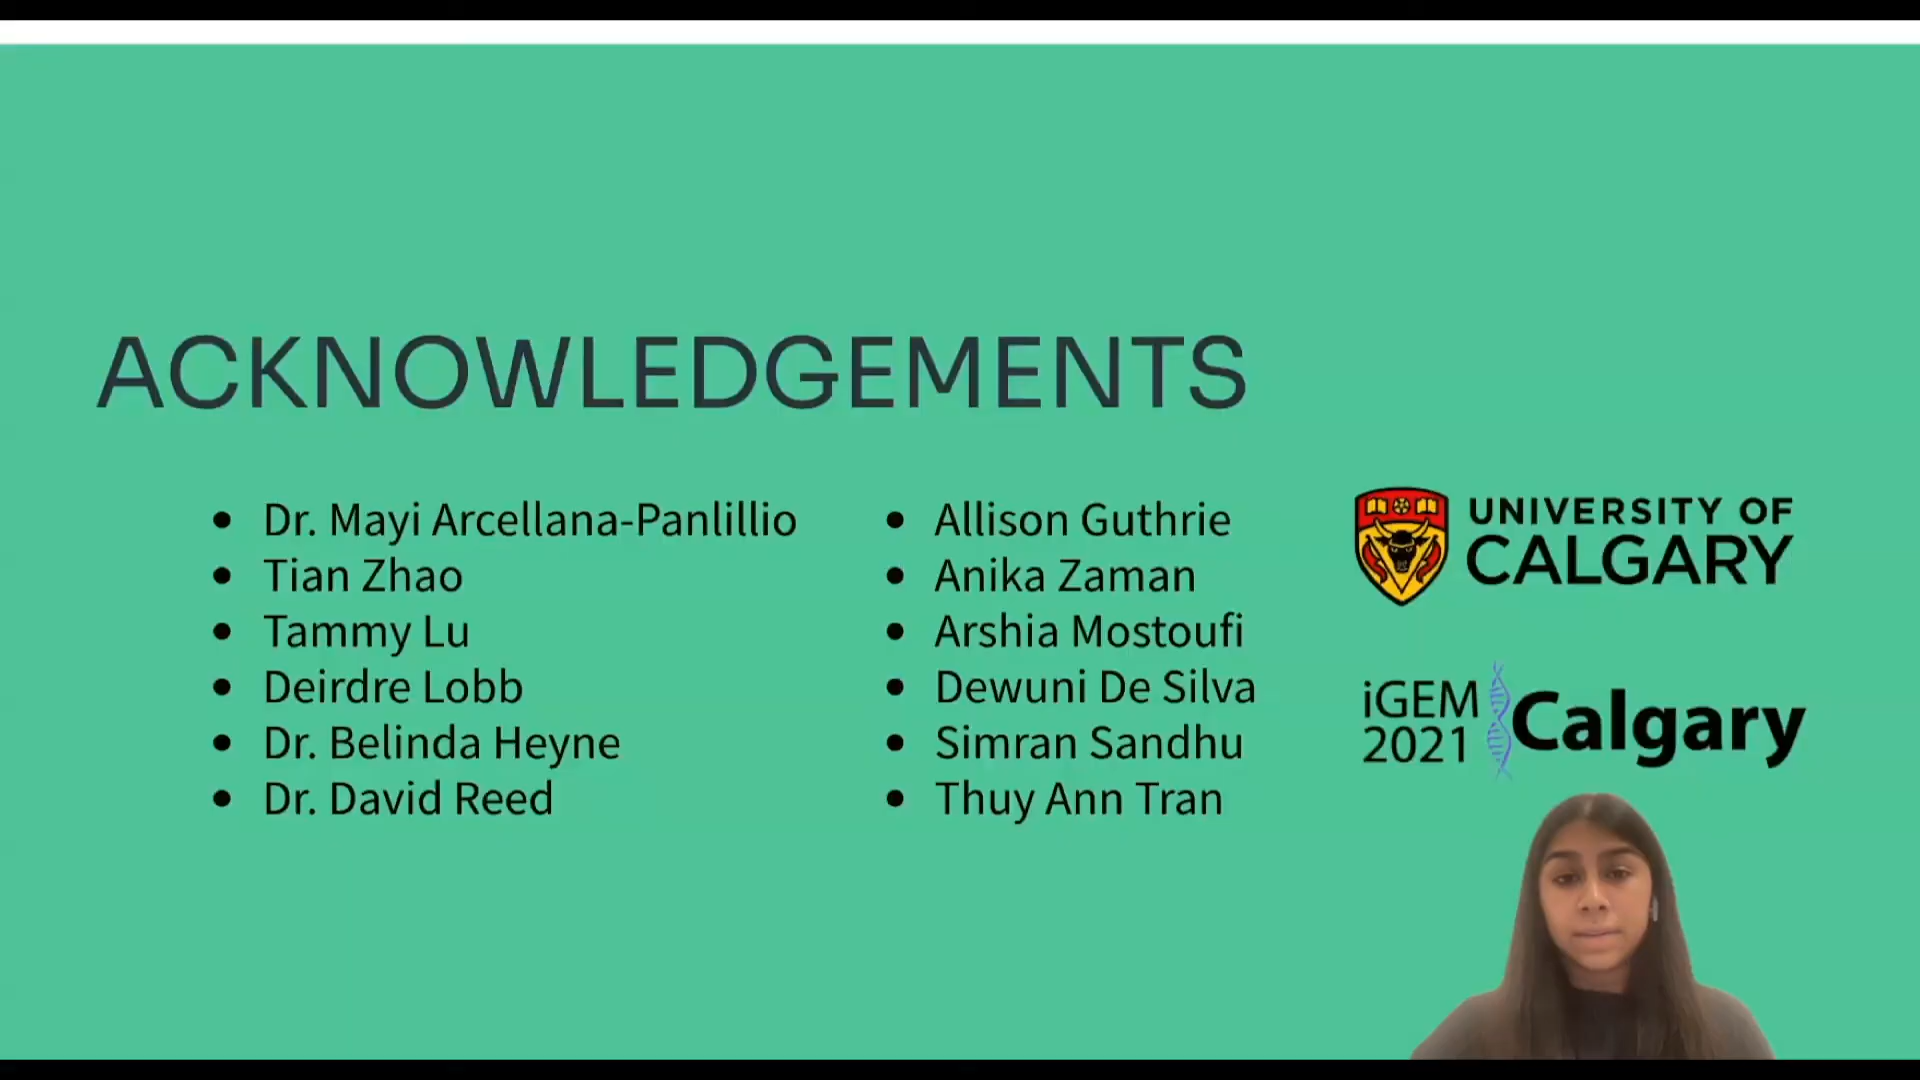 ACKNOWLEDGEMENTS
Dr. Mayi Arcellana-Panlillio
Tian Zhao
Tammy Lu
Deirdre Lobb
Dr. Belinda Heyne
Dr. David Reed
Allison Guthrie
Anika Zaman
Arshia Mostoufi
Dewuni De Silva
Simran Sandhu
Thuy Ann Tran
UNIVERSITY OF
CALGARY
iGEM
2021
Calgary